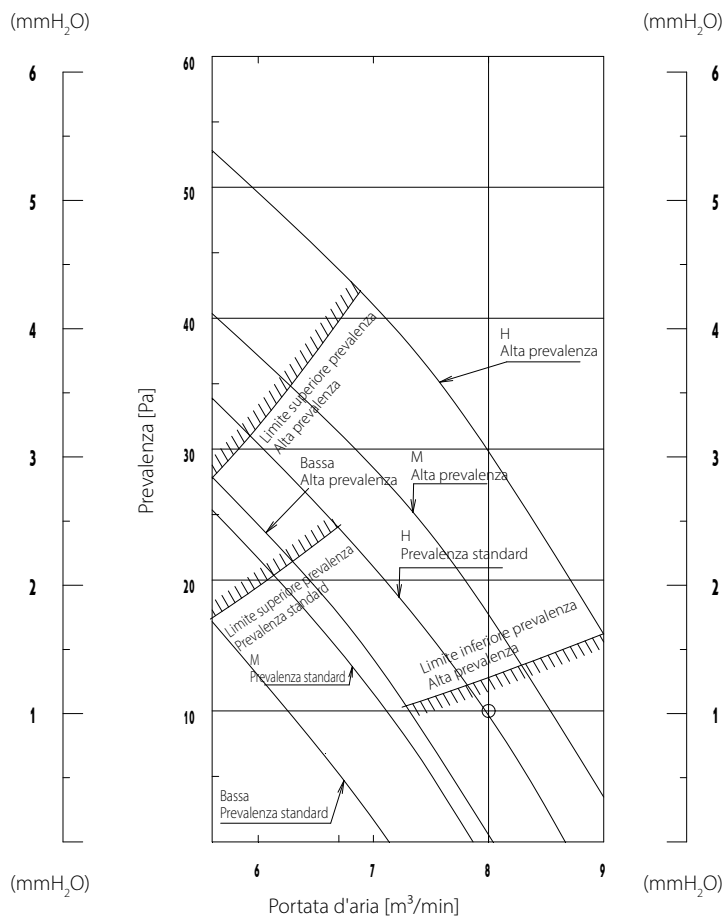 (mmH₂O)
(mmH₂O)
6
5
4
3
2
1
(mmH₂O)
Prevalenza [Pa]
60
50
40
30
20
10
H
Alta prevalenza
Limite superiore prevalenza
Alta prevalenza
M
Alta prevalenza
Bassa
Alta prevalenza
H
Prevalenza standard
Limite superiore prevalenza
Prevalenza standard
Limite inferiore prevalenza
Alta prevalenza
M
Prevalenza standard
Bassa
Prevalenza standard
6
7
8
9
Portata d'aria [m³/min]
6
5
4
3
2
1
(mmH₂O)